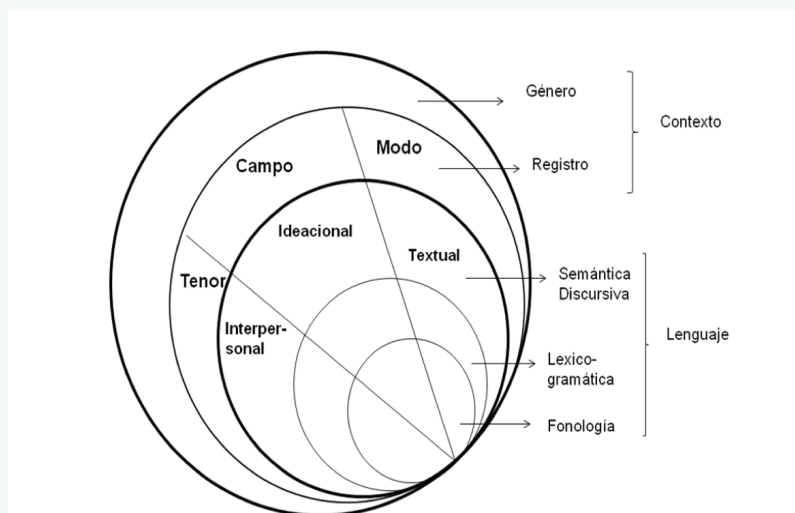 Género
Contexto
Modo
Campo
Registro
Ideacional
Textual
Tenor
Semántica
Discursiva
Interper-
sonal
Lenguaje
Lexico-
gramática
Fonología